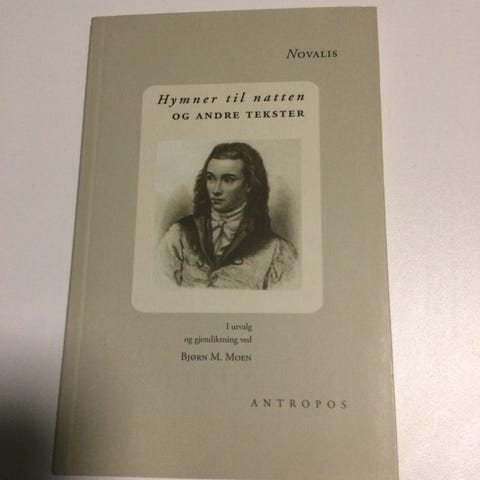 NOVALIS
Hymner til natten
OG ANDRE TEKSTER
I utvalg
og gjendiktning ved
BJØRN M. MOEN
ANTROPOS